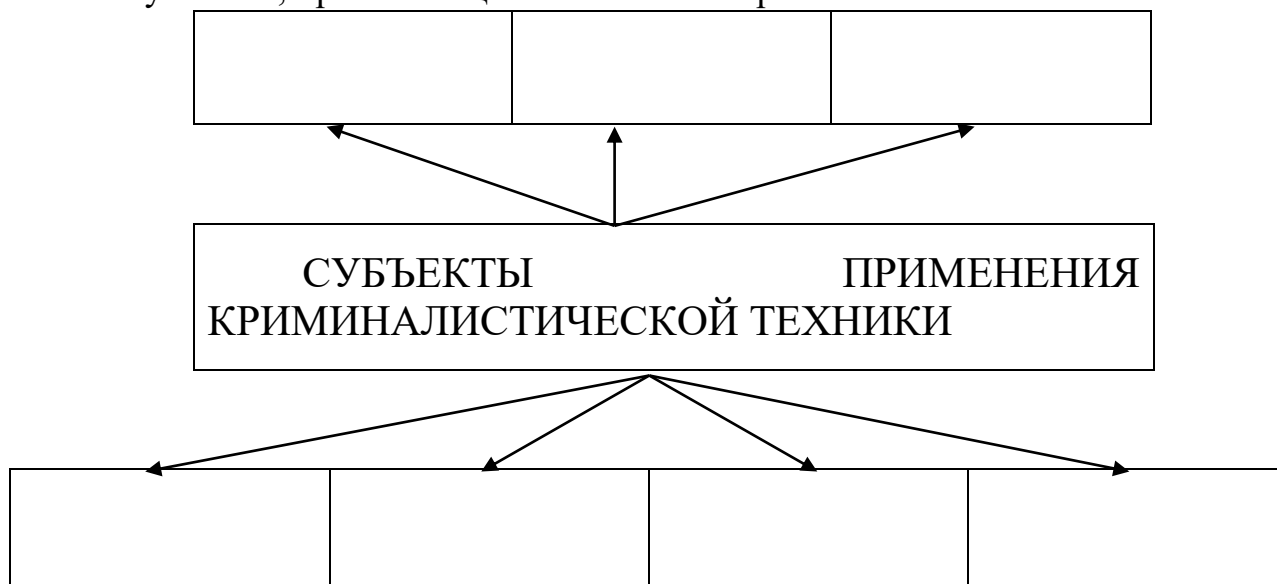 СУБЪЕКТЫ ПРИМЕНЕНИЯ
КРИМИНАЛИСТИЧЕСКОЙ ТЕХНИКИ